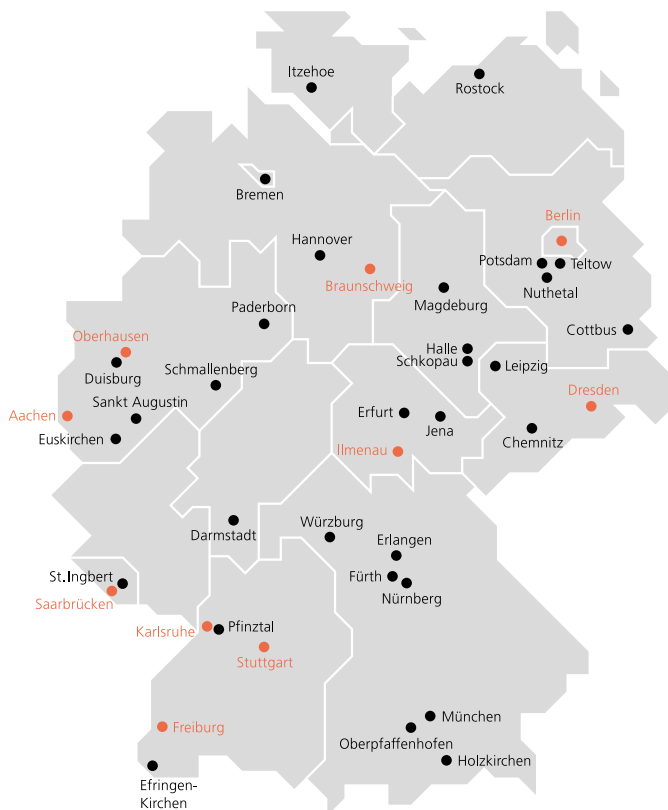 Itzehoe
Rostock
Bremen
Berlin
Hannover
Potsdam
Teltow
Braunschweig
Nuthetal
Magdeburg
Paderborn
Cottbus
Oberhausen
Halle
Schkopau
Leipzig
Duisburg
Schmallenberg
Dresden
Sankt Augustin
Aachen
Erfurt
Jena
Chemnitz
Euskirchen
Ilmenau
Würzburg
Darmstadt
Erlangen
St.Ingbert
Fürth
Nürnberg
Saarbrücken
Karlsruhe
Pfinztal
Stuttgart
München
Freiburg
Oberpfaffenhofen
Holzkirchen
Efringen-
Kirchen